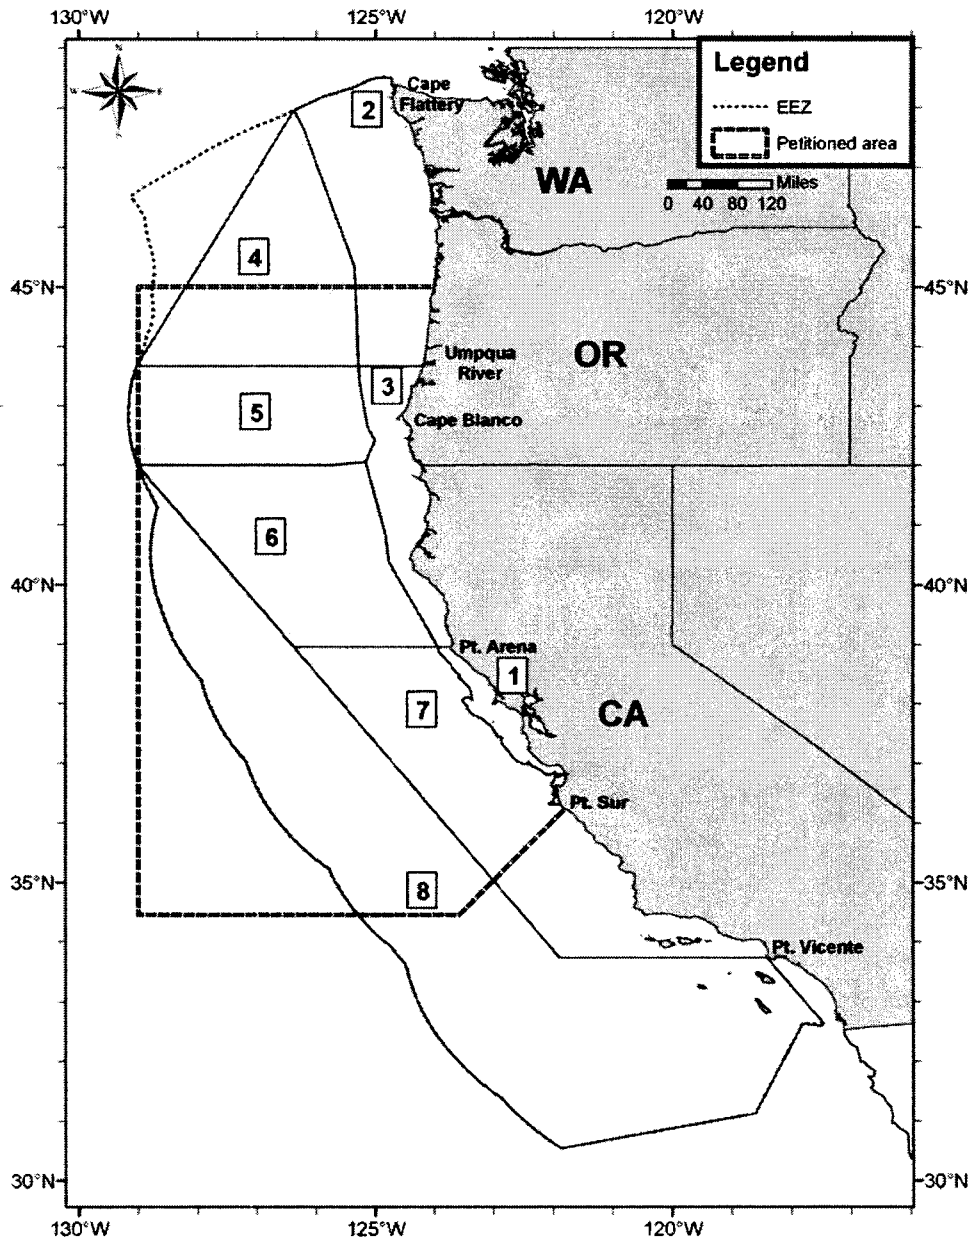 130°W 125°W 120°W
N
W E
S
Legend
EEZ
Petitioned area
Miles
0 40 80 120
Cape
Flattery
2
WA
4
45°N 45°N
Umpqua
River
OR
3
5
Cape Blanco
6
40°N 40°N
Pt. Arena
1
7
CA
Pt. Sur
35°N 35°N
8
Pt. Vicente
30°N 30°N
130°W 125°W 120°W